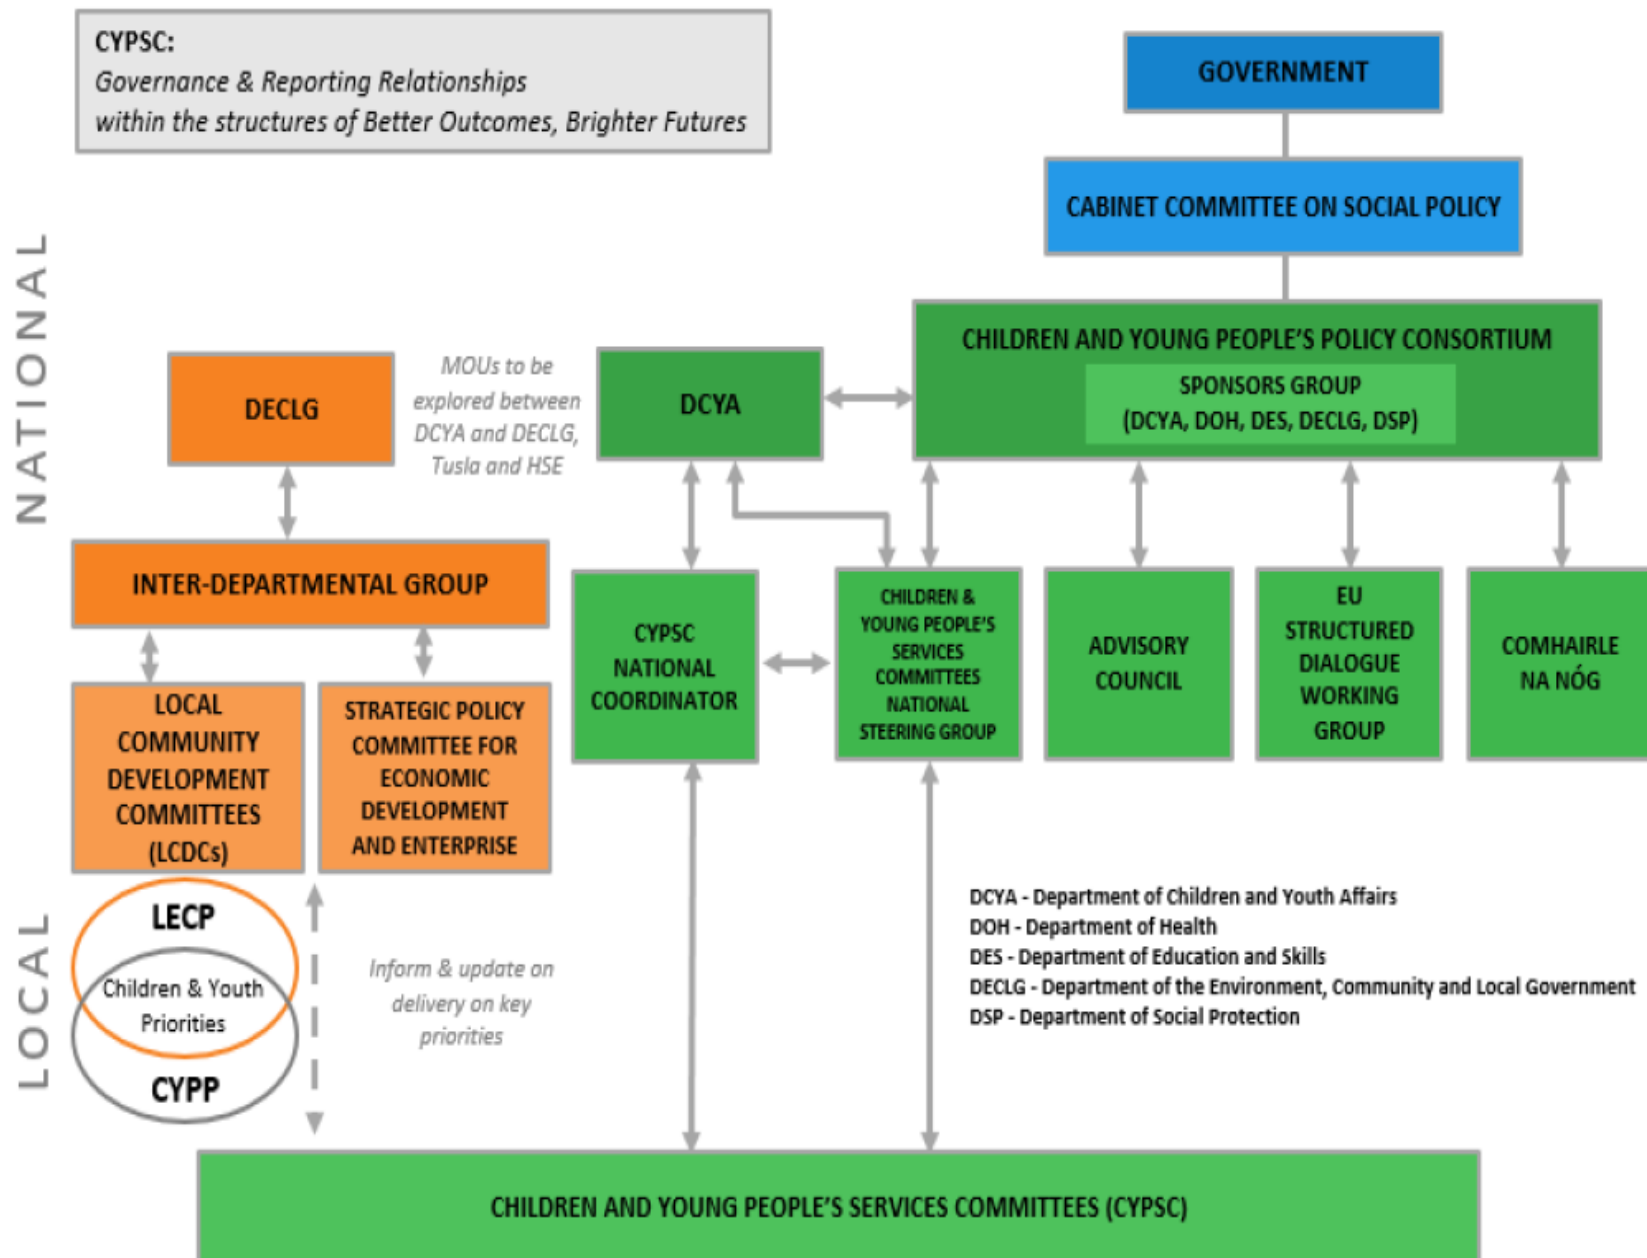 CYPSC:
Governance & Reporting Relationships
within the structures of Better Outcomes, Brighter Futures
GOVERNMENT
CABINET COMMITTEE ON SOCIAL POLICY
NATIONAL
CHILDREN AND YOUNG PEOPLE'S POLICY CONSORTIUM
SPONSORS GROUP
(DCYA, DOH, DES, DECLG, DSP)
DECLG
MOUs to be
explored between
DCYA and DECLG,
Tusla and HSE
DCYA
INTER-DEPARTMENTAL GROUP
CYPSC
NATIONAL
COORDINATOR
CHILDREN &
YOUNG PEOPLE'S
SERVICES
COMMITTEES
NATIONAL
STEERING GROUP
ADVISORY
COUNCIL
EU
STRUCTURED
DIALOGUE
WORKING
GROUP
COMHAIRLE
NA NÓG
LOCAL
COMMUNITY
DEVELOPMENT
COMMITTEES
(LCDCs)
STRATEGIC POLICY
COMMITTEE FOR
ECONOMIC
DEVELOPMENT
AND ENTERPRISE
LOCAL
LECP
Children & Youth
Priorities
CYPP
Inform & update on
delivery on key
priorities
DCYA - Department of Children and Youth Affairs
DOH - Department of Health
DES - Department of Education and Skills
DECLG - Department of the Environment, Community and Local Government
DSP - Department of Social Protection
CHILDREN AND YOUNG PEOPLE'S SERVICES COMMITTEES (CYPSC)